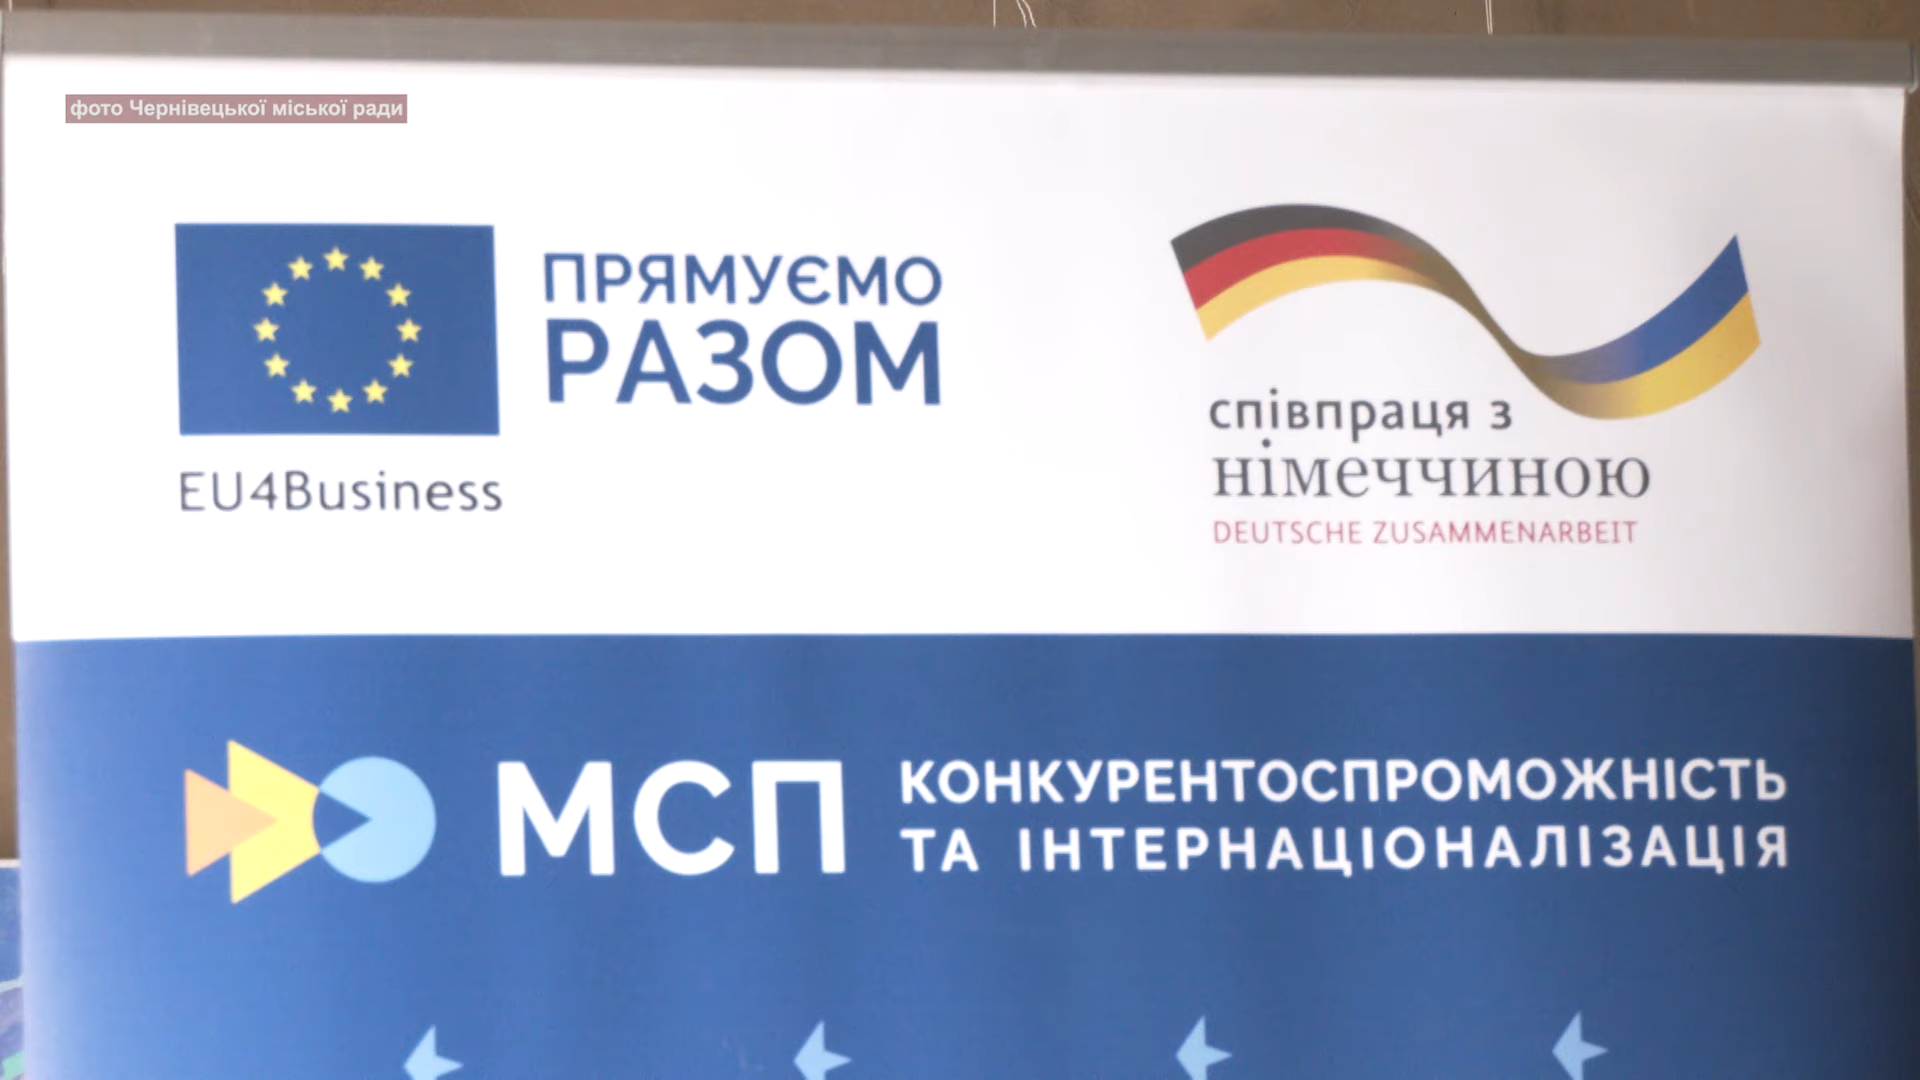 фото Чернівецької міської ради
ПРЯМУЄМО
РАЗОМ
EU4Business
співпраця з
німеччиною
DEUTSCHE ZUSAMMENARBEIT
МСП
КОНКУРЕНТОСПРОМОЖНІСТЬ
ТА ІНТЕРНАЦІОНАЛІЗАЦІЯ